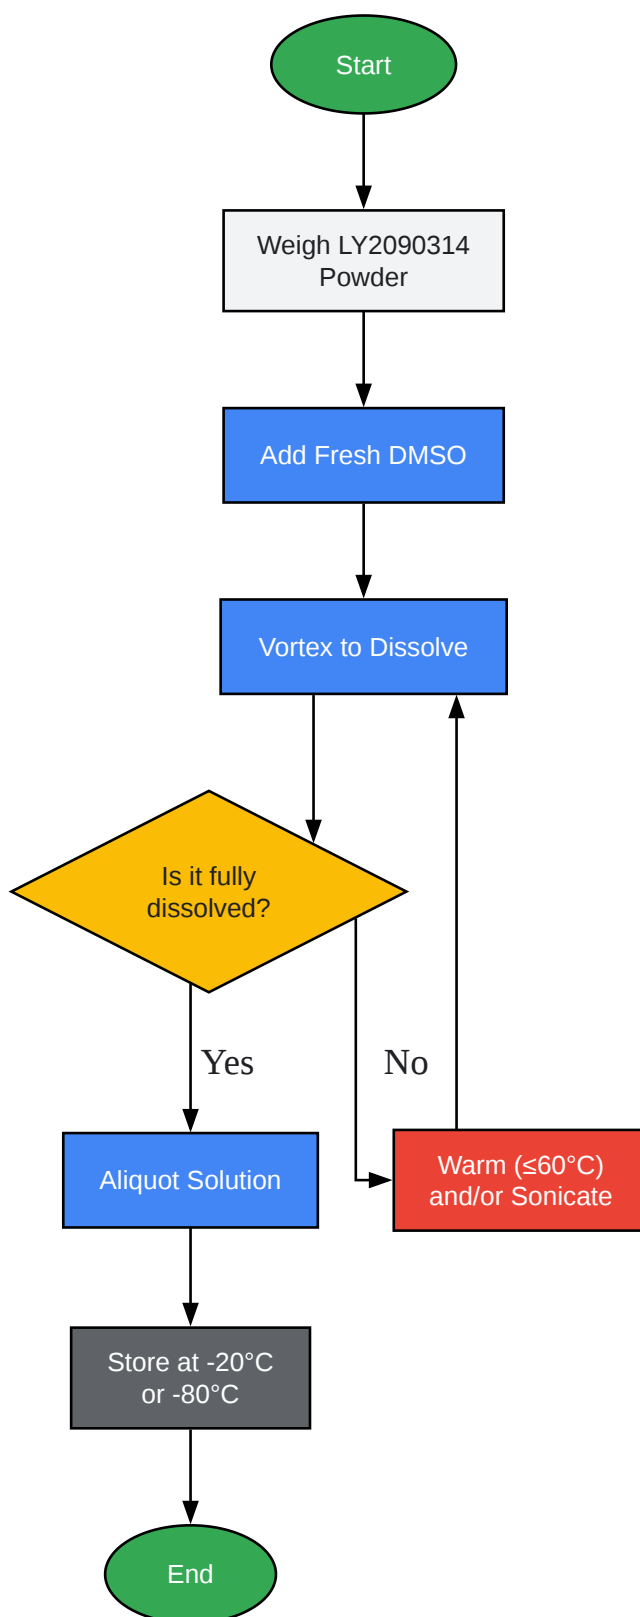 Start
Weigh LY2090314
Powder
Add Fresh DMSO
Vortex to Dissolve
Is it fully
dissolved?
Yes
No
Aliquot Solution
Warm (≤60°C)
and/or Sonicate
Store at -20°C
or -80°C
End